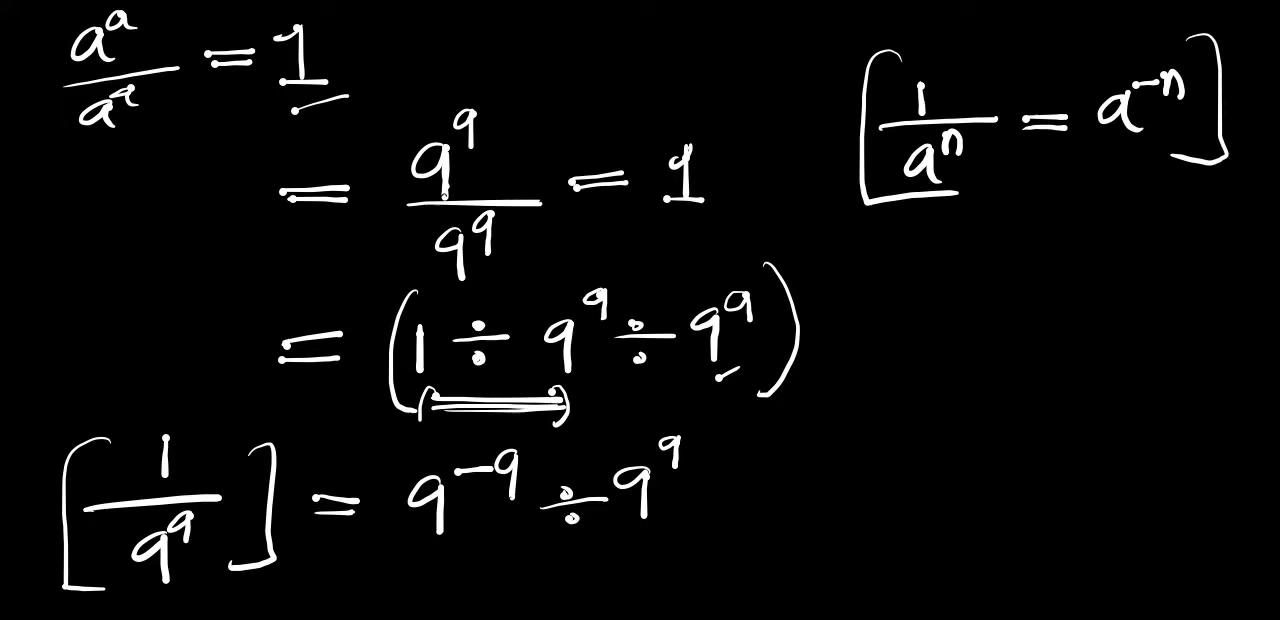 a^a / a^a = 1
[1 / a^n = a^-n]
= 9^9 / 9^9 = 1
= (1 ÷ 9^9 ÷ 9^9)
[1 / 9^9] = 9^-9 ÷ 9^9